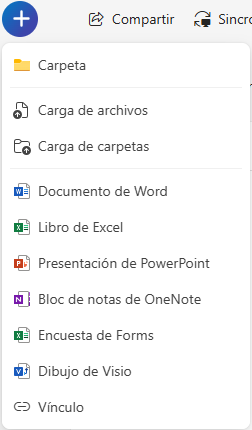 Compartir
Sincro
Carpeta
Carga de archivos
Carga de carpetas
Documento de Word
Libro de Excel
Presentación de PowerPoint
Bloc de notas de OneNote
Encuesta de Forms
Dibujo de Visio
Vínculo